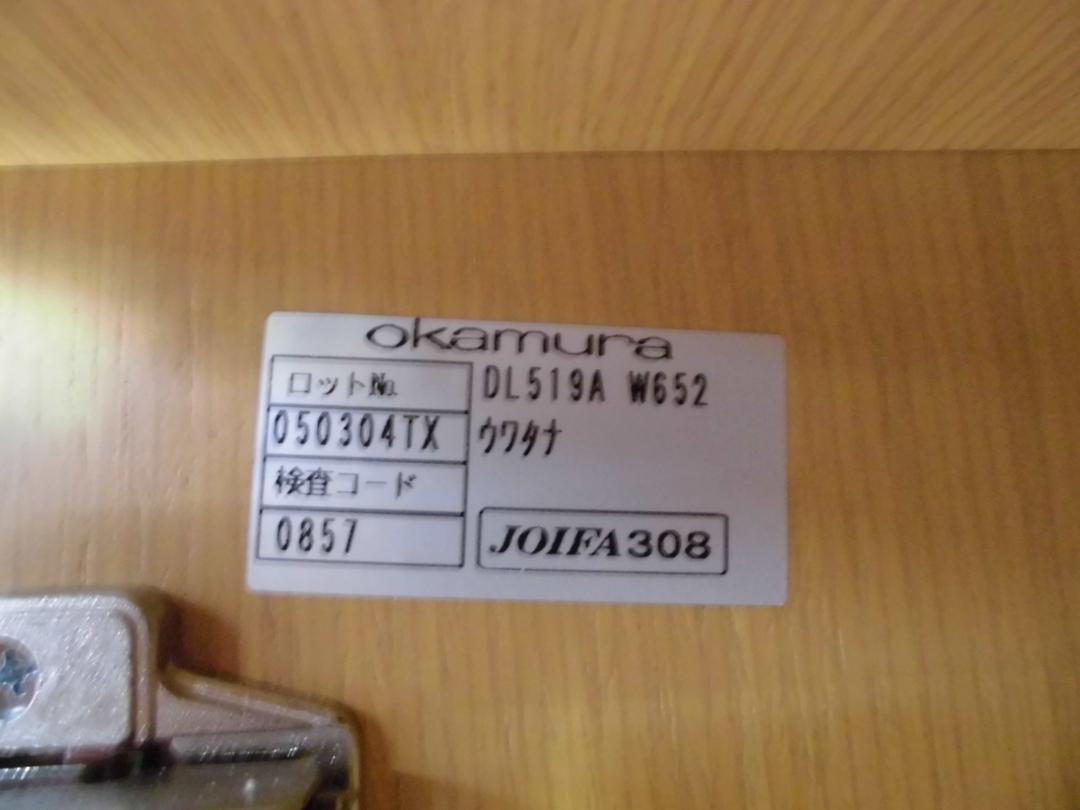 okamura
ロット№
DL519A W652
050304TX
ウワタナ
検査コード
0857
JOIFA308